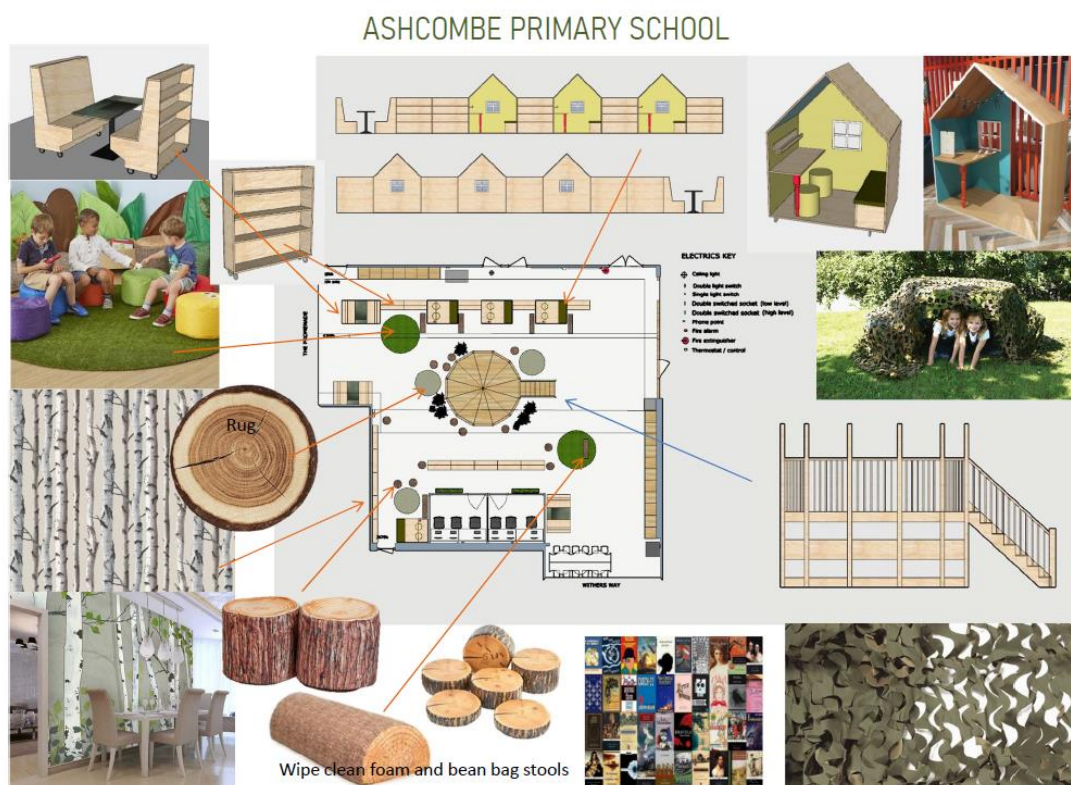 ASHCOMBE PRIMARY SCHOOL
ELECTRICS KEY
Ceiling light
Double light switch
Single light switch
Double switched socket (low level)
Double switched socket (high level)
Phone point
Fire alarm
Fire extinguisher
Thermostat / control
THE PROMENADE
Rug
WITHERS WAY
Wipe clean foam and bean bag stools